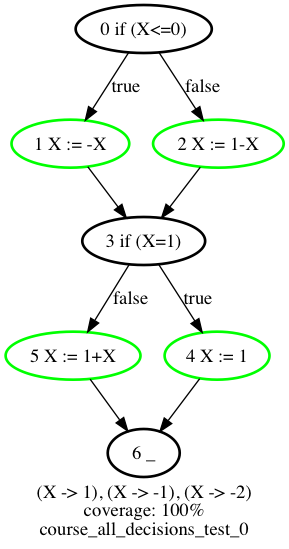 0 if (X<=0)
true
false
1 X := -X
2 X := 1-X
3 if (X=1)
false
true
5 X := 1+X
4 X := 1
6 _
(X -> 1), (X -> -1), (X -> -2)
coverage: 100%
course_all_decisions_test_0